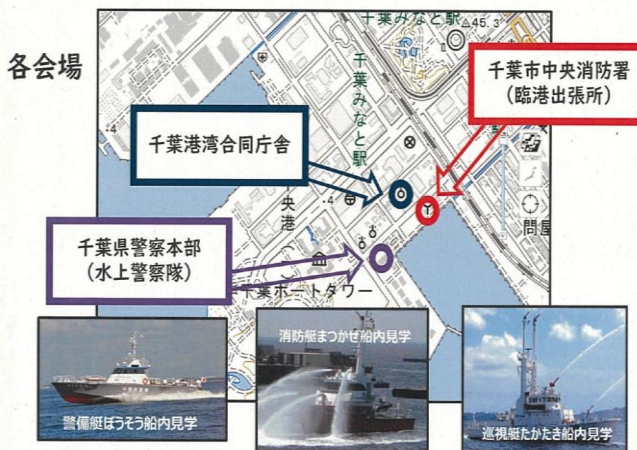 各会場
千葉みなと駅
45.3
千葉みなと駅
千葉市中央消防署
(臨港出張所)
千葉港湾合同庁舎
央港
問屋
千葉県警察本部
(水上警察隊)
千葉ポートタワー
警備艇ぼうそう船内見学
消防艇まつかぜ船内見学
巡視艇たかたき船内見学